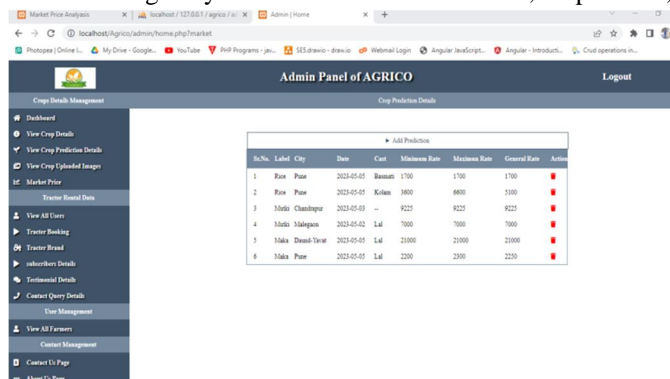 Market Price Analyasis
localhost / 127.0.0.1 / agrico / ad
Admin | Home
localhost/Agrico/admin/home.php?market
Photopea | Online I...
My Drive - Google...
YouTube
PHP Programs - jav...
SES.drawio - draw.io
Webmail Login
Angular JavaScript...
Angular - Introducti...
Crud operations in...
Admin Panel of AGRICO
Logout
Crops Details Management
Crop Prediction Details
Dashboard
View Crop Details
View Crop Prediction Details
View Crop Uploaded Images
Market Price
Tracter Rental Data
View All Users
Tracter Booking
Tracter Brand
subscribers Details
Testimonial Details
Contact Query Details
User Management
View All Farmers
Contact Management
Contact Us Page
About Us Page
Add Prediction
Sr.No. Label City Date Cast Minimum Rate Maximum Rate General Rate Action
1 Rice Pune 2023-05-05 Basmati 1700 1700 1700
2 Rice Pune 2023-05-05 Kolam 3600 6600 5100
3 Matki Chandrapur 2023-05-03 -- 9225 9225 9225
4 Matki Malegaon 2023-05-02 Lal 7000 7000 7000
5 Maka Daund-Yavat 2023-05-05 Lal 21000 21000 21000
6 Maka Pune 2023-05-05 Lal 2200 2300 2250